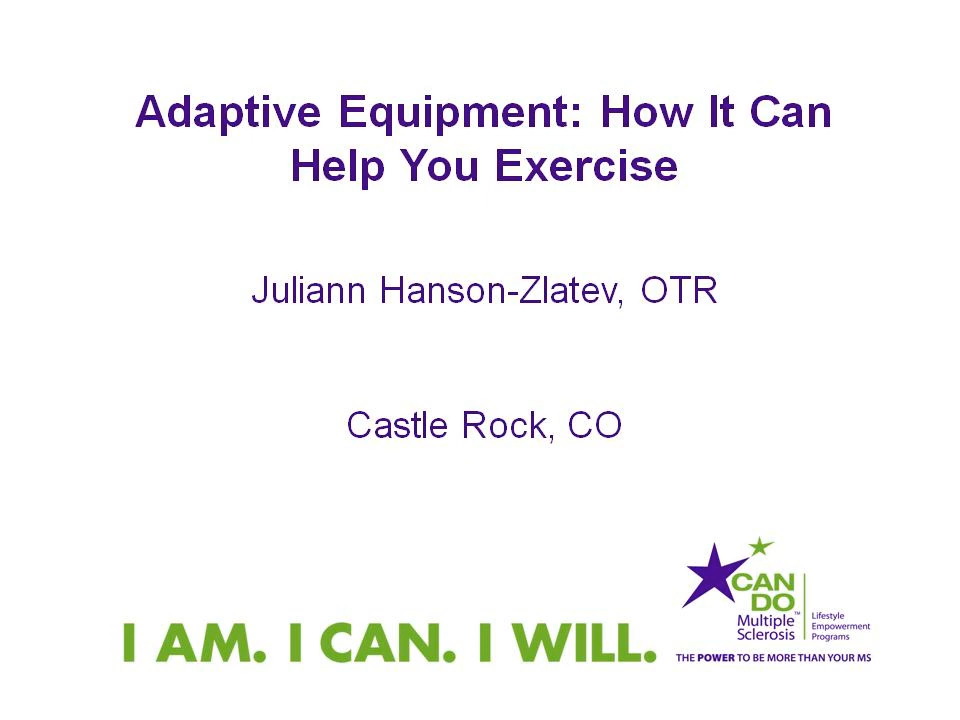 Adaptive Equipment: How It Can
Help You Exercise
Juliann Hanson-Zlatev, OTR
Castle Rock, CO
I AM. I CAN. I WILL.
CAN
DO
Multiple™
Sclerosis
Lifestyle
Empowerment
Programs
THE POWER TO BE MORE THAN YOUR MS